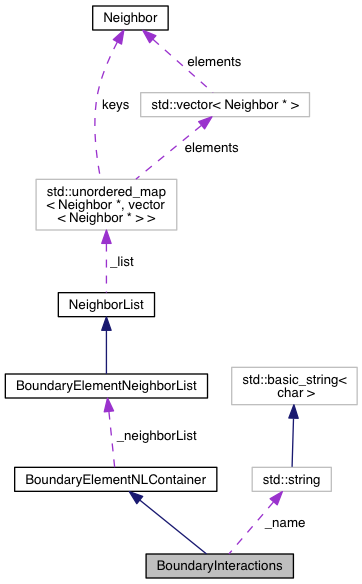 Neighbor
elements
keys
std::vector< Neighbor * >
elements
std::unordered_map
< Neighbor *, vector
< Neighbor * > >
_list
NeighborList
BoundaryElementNeighborList
std::basic_string<
char >
_neighborList
BoundaryElementNLContainer
std::string
_name
BoundaryInteractions